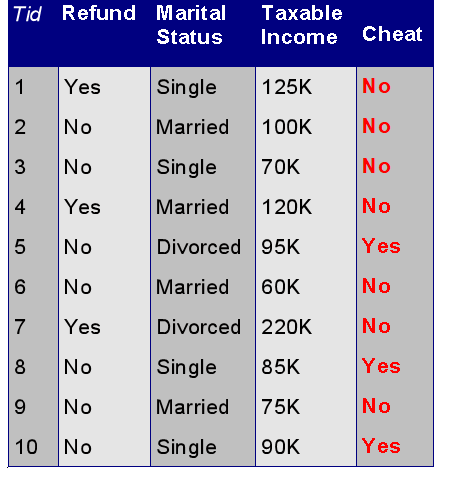 Tid Refund Marital Status Taxable Income Cheat
1 Yes Single 125K No
2 No Married 100K No
3 No Single 70K No
4 Yes Married 120K No
5 No Divorced 95K Yes
6 No Married 60K No
7 Yes Divorced 220K No
8 No Single 85K Yes
9 No Married 75K No
10 No Single 90K Yes